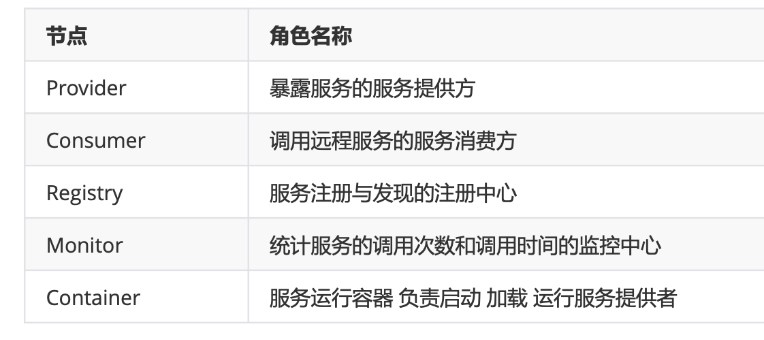 节点 角色名称
Provider 暴露服务的服务提供方
Consumer 调用远程服务的服务消费方
Registry 服务注册与发现的注册中心
Monitor 统计服务的调用次数和调用时间的监控中心
Container 服务运行容器 负责启动 加载 运行服务提供者